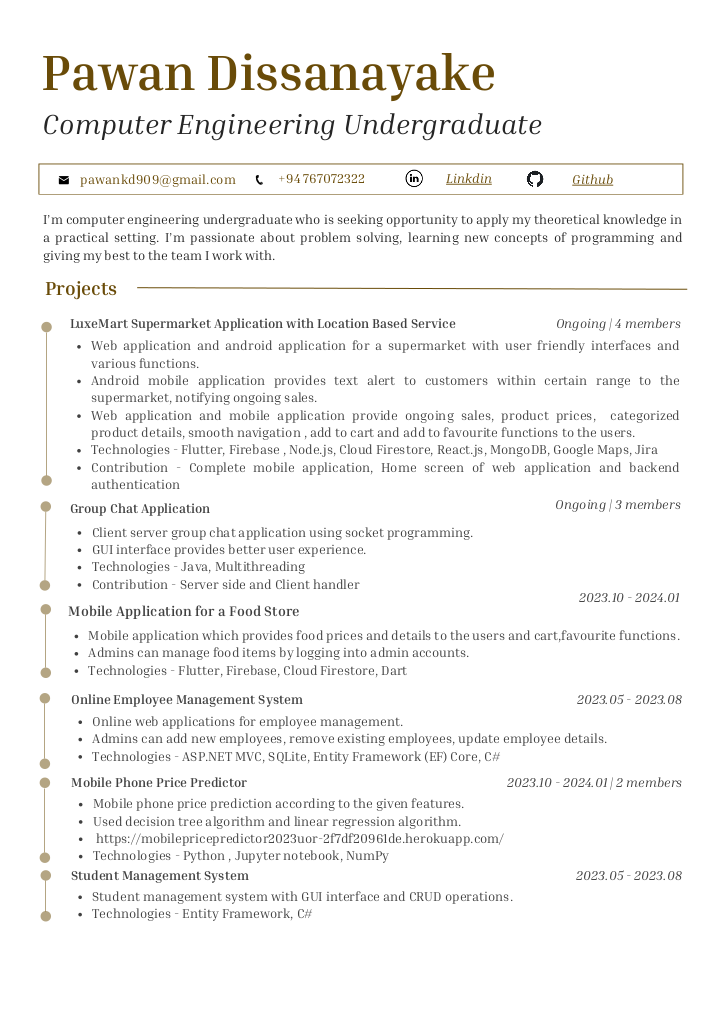 Pawan Dissanayake
Computer Engineering Undergraduate
pawankd909@gmail.com +94767072322 Linkdin Github
I'm computer engineering undergraduate who is seeking opportunity to apply my theoretical knowledge in
a practical setting. I'm passionate about problem solving, learning new concepts of programming and
giving my best to the team I work with.
Projects
LuxeMart Supermarket Application with Location Based Service Ongoing | 4 members
• Web application and android application for a supermarket with user friendly interfaces and
various functions.
• Android mobile application provides text alert to customers within certain range to the
supermarket, notifying ongoing sales.
• Web application and mobile application provide ongoing sales, product prices, categorized
product details, smooth navigation , add to cart and add to favourite functions to the users.
• Technologies - Flutter, Firebase , Node.js, Cloud Firestore, React.js, MongoDB, Google Maps, Jira
• Contribution - Complete mobile application, Home screen of web application and backend
authentication
Group Chat Application Ongoing | 3 members
• Client server group chat application using socket programming.
• GUI interface provides better user experience.
• Technologies - Java, Multithreading
• Contribution - Server side and Client handler
Mobile Application for a Food Store 2023.10 - 2024.01
• Mobile application which provides food prices and details to the users and cart,favourite functions.
• Admins can manage food items by logging into admin accounts.
• Technologies - Flutter, Firebase, Cloud Firestore, Dart
Online Employee Management System 2023.05 - 2023.08
• Online web applications for employee management.
• Admins can add new employees, remove existing employees, update employee details.
• Technologies - ASP.NET MVC, SQLite, Entity Framework (EF) Core, C#
Mobile Phone Price Predictor 2023.10 - 2024.01 | 2 members
• Mobile phone price prediction according to the given features.
• Used decision tree algorithm and linear regression algorithm.
• https://mobilepricepredictor2023uor-2f7df20961de.herokuapp.com/
• Technologies - Python , Jupyter notebook, NumPy
Student Management System 2023.05 - 2023.08
• Student management system with GUI interface and CRUD operations.
• Technologies - Entity Framework, C#